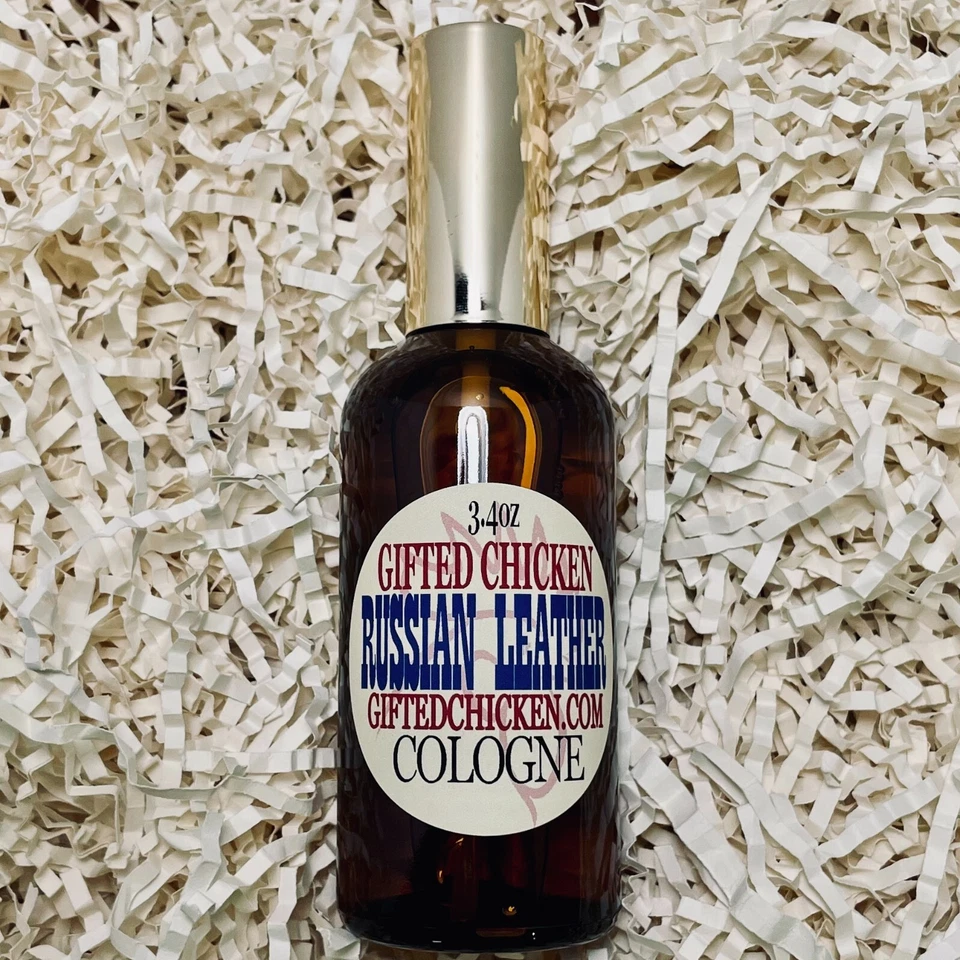 3.4OZ
GIFTED CHICKEN
RUSSIAN LEATHER
GIFTEDCHICKEN.COM
COLOGNE